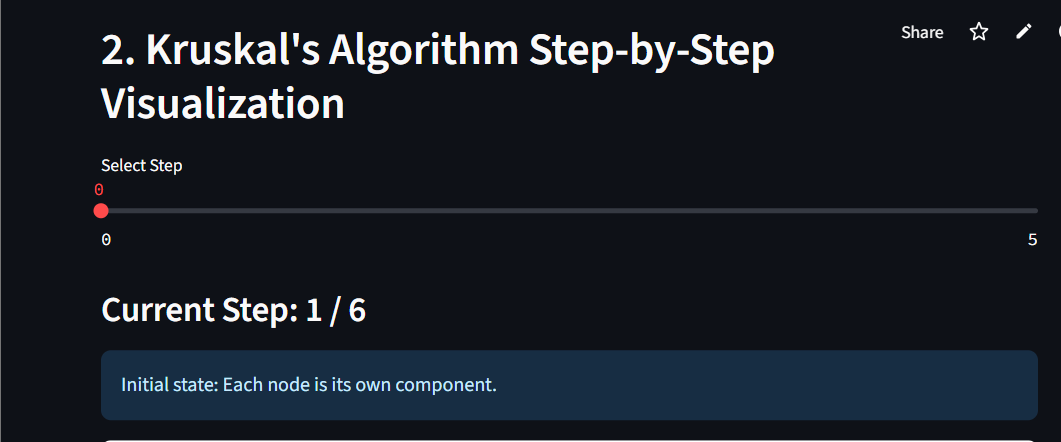 Share
2. Kruskal's Algorithm Step-by-Step
Visualization
Select Step
0
0
5
Current Step: 1 / 6
Initial state: Each node is its own component.